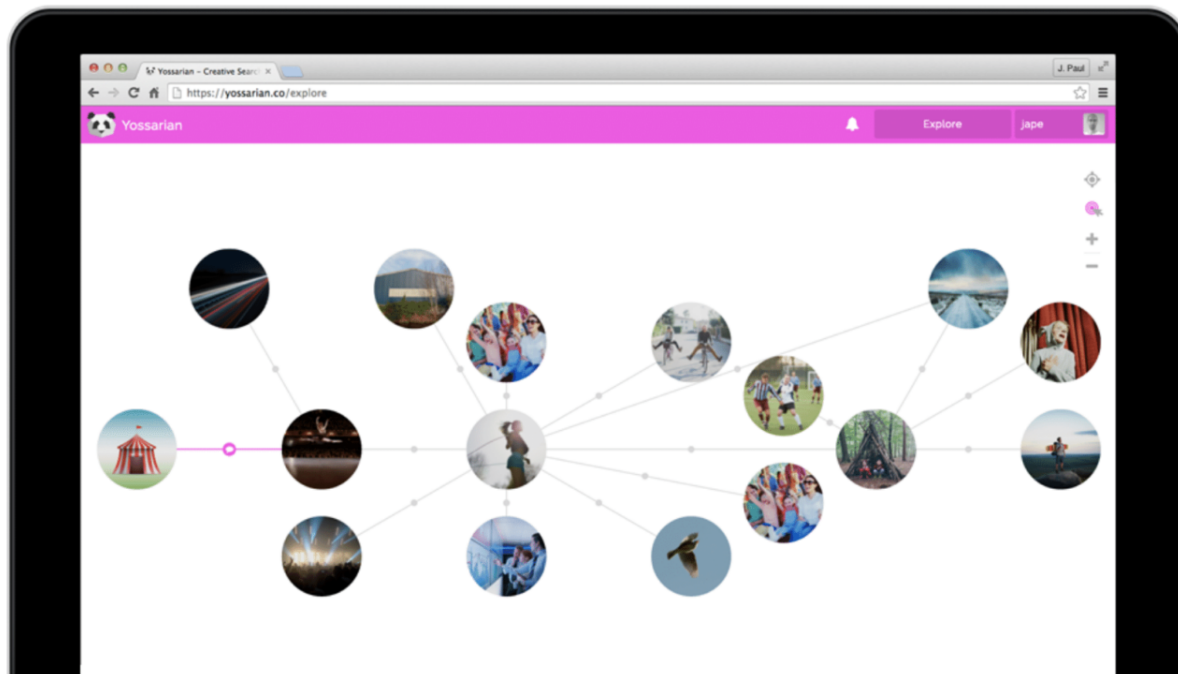 Yossarian – Creative Searc
J. Paul
https://yossarian.co/explore
Yossarian
Explore
jape